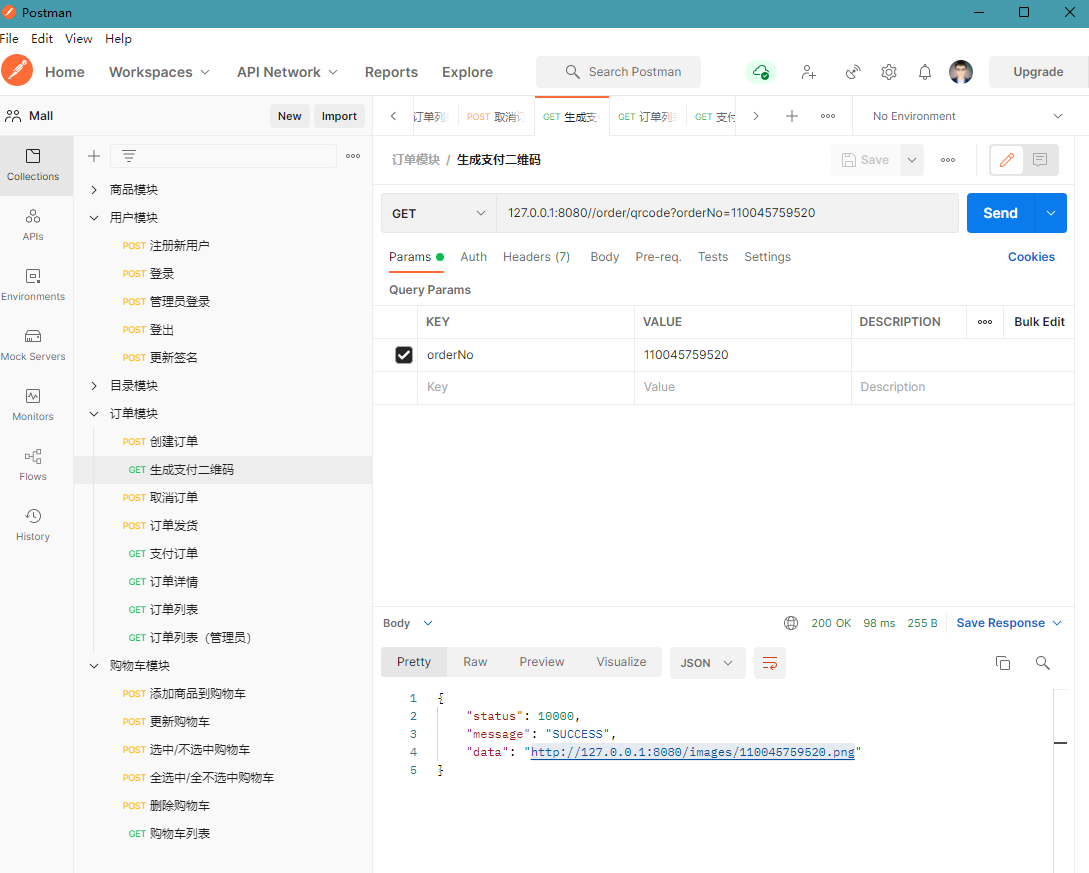 Postman
File Edit View Help
Home Workspaces API Network Reports Explore Search Postman Upgrade
Mall New Import
订单列 POST 取消订 GET 生成支 GET 订单列 GET 支付 No Environment
Collections
APIs
Environments
Mock Servers
Monitors
Flows
History
商品模块
用户模块
POST 注册新用户
POST 登录
POST 管理员登录
POST 登出
POST 更新签名
目录模块
订单模块
POST 创建订单
GET 生成支付二维码
POST 取消订单
POST 订单发货
GET 支付订单
GET 订单详情
GET 订单列表
GET 订单列表（管理员）
购物车模块
POST 添加商品到购物车
POST 更新购物车
POST 选中/不选中购物车
POST 全选中/全不选中购物车
POST 删除购物车
GET 购物车列表
订单模块 / 生成支付二维码 Save
GET 127.0.0.1:8080//order/qrcode?orderNo=110045759520 Send
Params Auth Headers (7) Body Pre-req. Tests Settings Cookies
Query Params
KEY VALUE DESCRIPTION Bulk Edit
orderNo 110045759520
Key Value Description
Body 200 OK 98 ms 255 B Save Response
Pretty Raw Preview Visualize JSON
1 {
2 "status": 10000,
3 "message": "SUCCESS",
4 "data": "http://127.0.0.1:8080/images/110045759520.png"
5 }